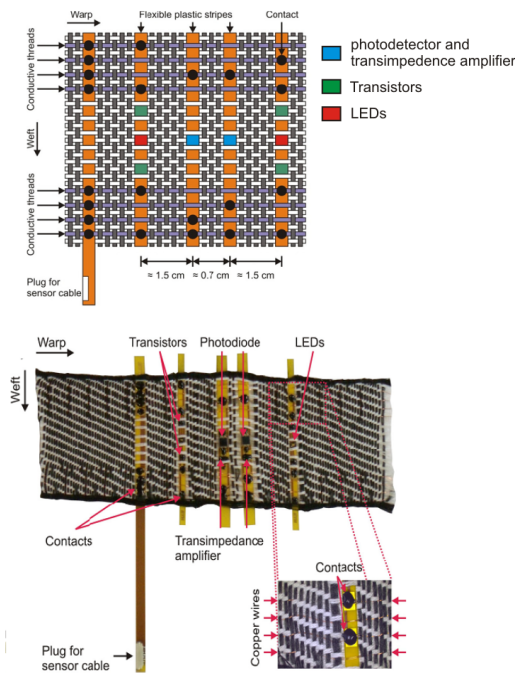 Warp
Flexible plastic stripes
Contact
Conductive threads
Weft
Conductive threads
photodetector and
transimpedence amplifier
Transistors
LEDs
≈ 1.5 cm
≈ 0.7 cm
≈ 1.5 cm
Plug for
sensor cable
Warp
Transistors
Photodiode
LEDs
Weft
Contacts
Transimpedance
amplifier
Contacts
Copper wires
Plug for
sensor cable